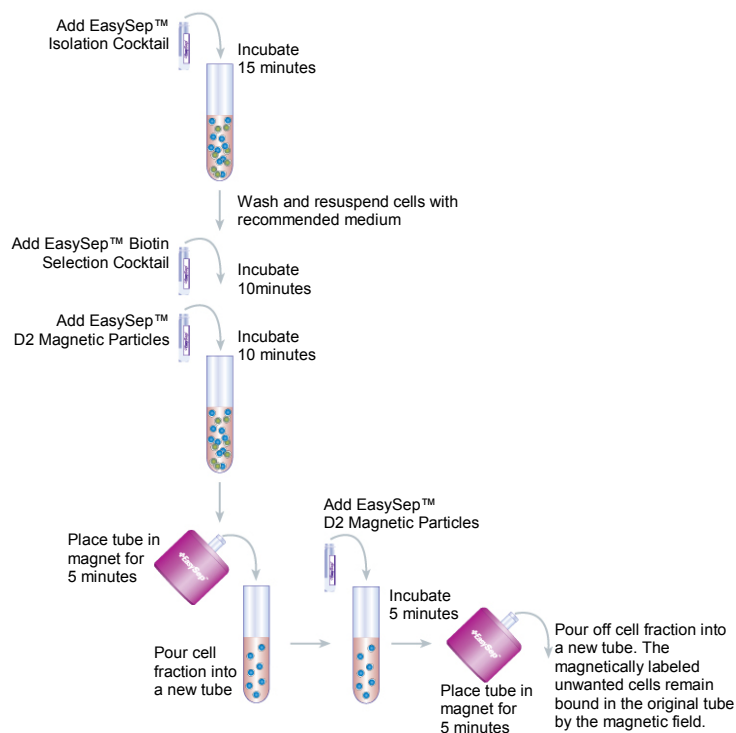 Add EasySep™
Isolation Cocktail
Incubate
15 minutes
Wash and resuspend cells with
recommended medium
Add EasySep™ Biotin
Selection Cocktail
Incubate
10minutes
Add EasySep™
D2 Magnetic Particles
Incubate
10 minutes
Place tube in
magnet for
5 minutes
EasySep™
Pour cell
fraction into
a new tube
Add EasySep™
D2 Magnetic Particles
Incubate
5 minutes
EasySep™
Place tube in
magnet for
5 minutes
Pour off cell fraction into
a new tube. The
magnetically labeled
unwanted cells remain
bound in the original tube
by the magnetic field.